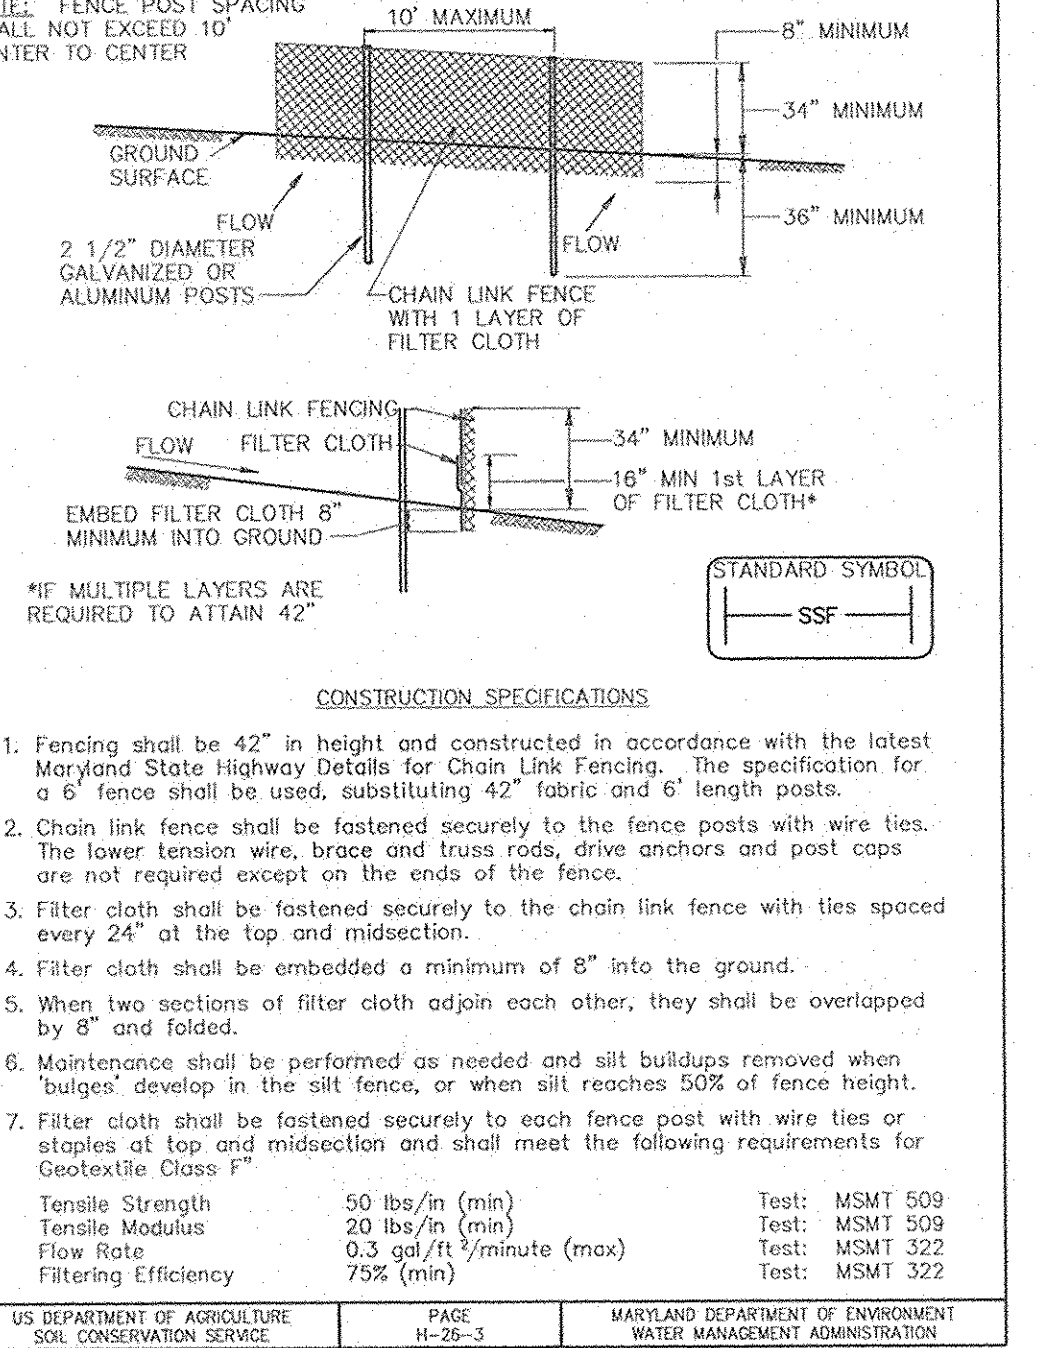 FENCE POST SPACING
NOT EXCEED 10'
TO CENTER
10' MAXIMUM
8" MINIMUM
34" MINIMUM
GROUND
SURFACE
FLOW
36" MINIMUM
FLOW
2 1/2" DIAMETER
GALVANIZED OR
ALUMINUM POSTS
CHAIN LINK FENCE
WITH 1 LAYER OF
FILTER CLOTH
CHAIN LINK FENCING
FLOW FILTER CLOTH
34" MINIMUM
16" MIN 1st LAYER
OF FILTER CLOTH*
EMBED FILTER CLOTH 8"
MINIMUM INTO GROUND
*IF MULTIPLE LAYERS ARE
REQUIRED TO ATTAIN 42"
STANDARD SYMBOL
SSF
CONSTRUCTION SPECIFICATIONS
1. Fencing shall be 42" in height and constructed in accordance with the latest
Maryland State Highway Details for Chain Link Fencing. The specification for
a 6' fence shall be used, substituting 42" fabric and 6' length posts.
2. Chain link fence shall be fastened securely to the fence posts with wire ties.
The lower tension wire, brace and truss rods, drive anchors and post caps
are not required except on the ends of the fence.
3. Filter cloth shall be fastened securely to the chain link fence with ties spaced
every 24" at the top and midsection.
4. Filter cloth shall be embedded a minimum of 8" into the ground.
5. When two sections of filter cloth adjoin each other, they shall be overlapped
by 8" and folded.
6. Maintenance shall be performed as needed and silt buildups removed when
'bulges' develop in the silt fence, or when silt reaches 50% of fence height.
7. Filter cloth shall be fastened securely to each fence post with wire ties or
staples at top and midsection and shall meet the following requirements for
Geotextile Class F"
Tensile Strength 50 lbs/in (min) Test: MSMT 509
Tensile Modulus 20 lbs/in (min) Test: MSMT 509
Flow Rate 0.3 gal/ft ²/minute (max) Test: MSMT 322
Filtering Efficiency 75% (min) Test: MSMT 322
US DEPARTMENT OF AGRICULTURE
SOIL CONSERVATION SERVICE
PAGE
H-26-3
MARYLAND DEPARTMENT OF ENVIRONMENT
WATER MANAGEMENT ADMINISTRATION